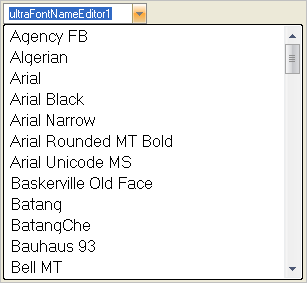 ultraFontNameEditor1
Agency FB
Algerian
Arial
Arial Black
Arial Narrow
Arial Rounded MT Bold
Arial Unicode MS
Baskerville Old Face
Batang
BatangChe
Bauhaus 93
Bell MT